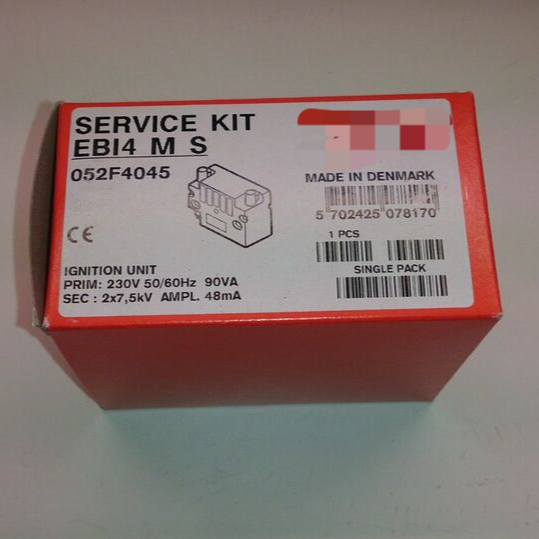 SERVICE KIT
EBI4 M S
052F4045
CE
IGNITION UNIT
PRIM: 230V 50/60Hz 90VA
SEC : 2x7,5kV AMPL. 48mA
MADE IN DENMARK
5 702425 078170
1 PCS
SINGLE PACK